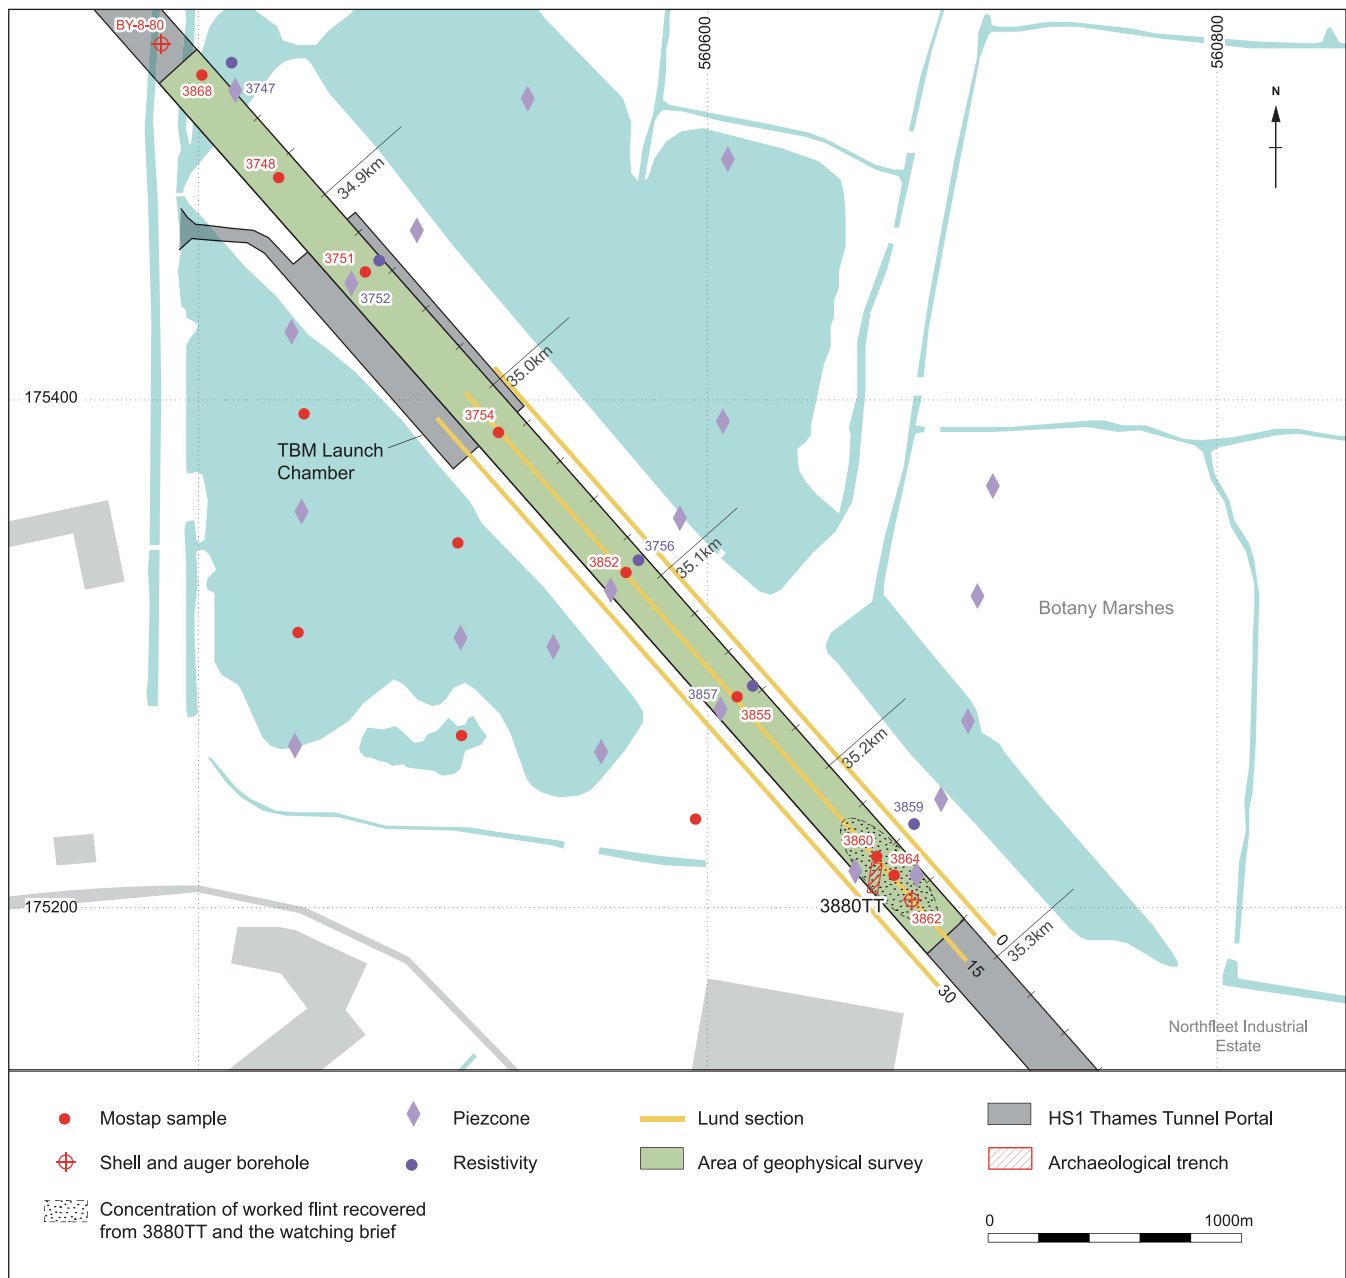 BY-8-80
560600
560800
3868
3747
N
3748
34.9km
3751
3752
35.0km
175400
3754
TBM Launch
Chamber
3756
35.1km
3852
Botany Marshes
3857
3855
35.2km
3859
3860
3864
175200
3880TT
3862
0
35.3km
15
30
Northfleet Industrial
Estate
Mostap sample
Piezcone
Lund section
HS1 Thames Tunnel Portal
Shell and auger borehole
Resistivity
Area of geophysical survey
Archaeological trench
Concentration of worked flint recovered
from 3880TT and the watching brief
0 1000m